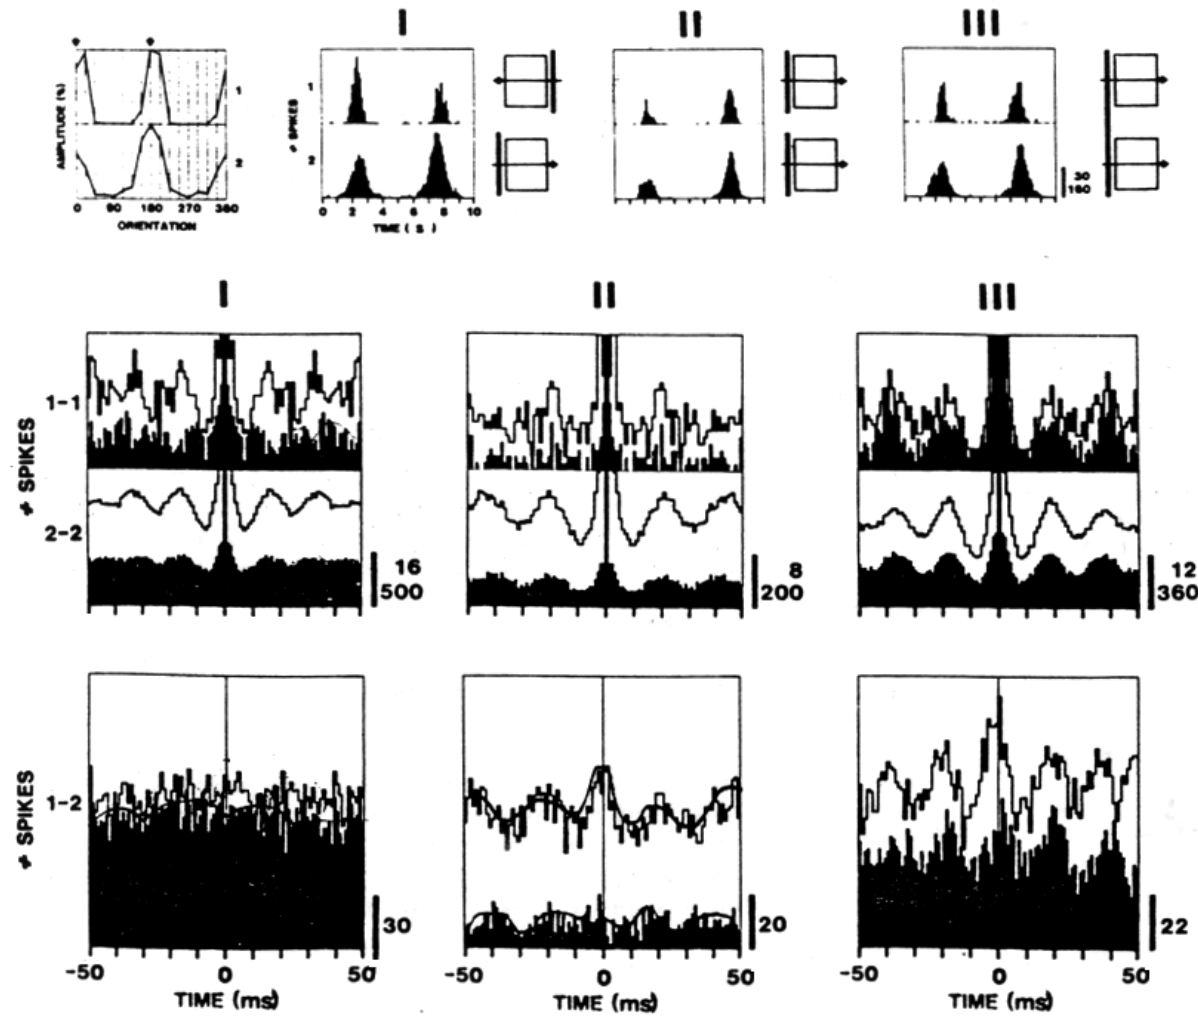 I II III
AMPLITUDE (%)
1
2
0 90 180 270 360
ORIENTATION
# SPIKES
1
2
0 2 4 6 8 10
TIME ( S )
30
160
I II III
# SPIKES
1-1
2-2
16
500
8
200
12
360
# SPIKES
1-2
30
20
22
-50 0 50
TIME (ms)
-50 0 50
TIME (ms)
-50 0 50
TIME (ms)